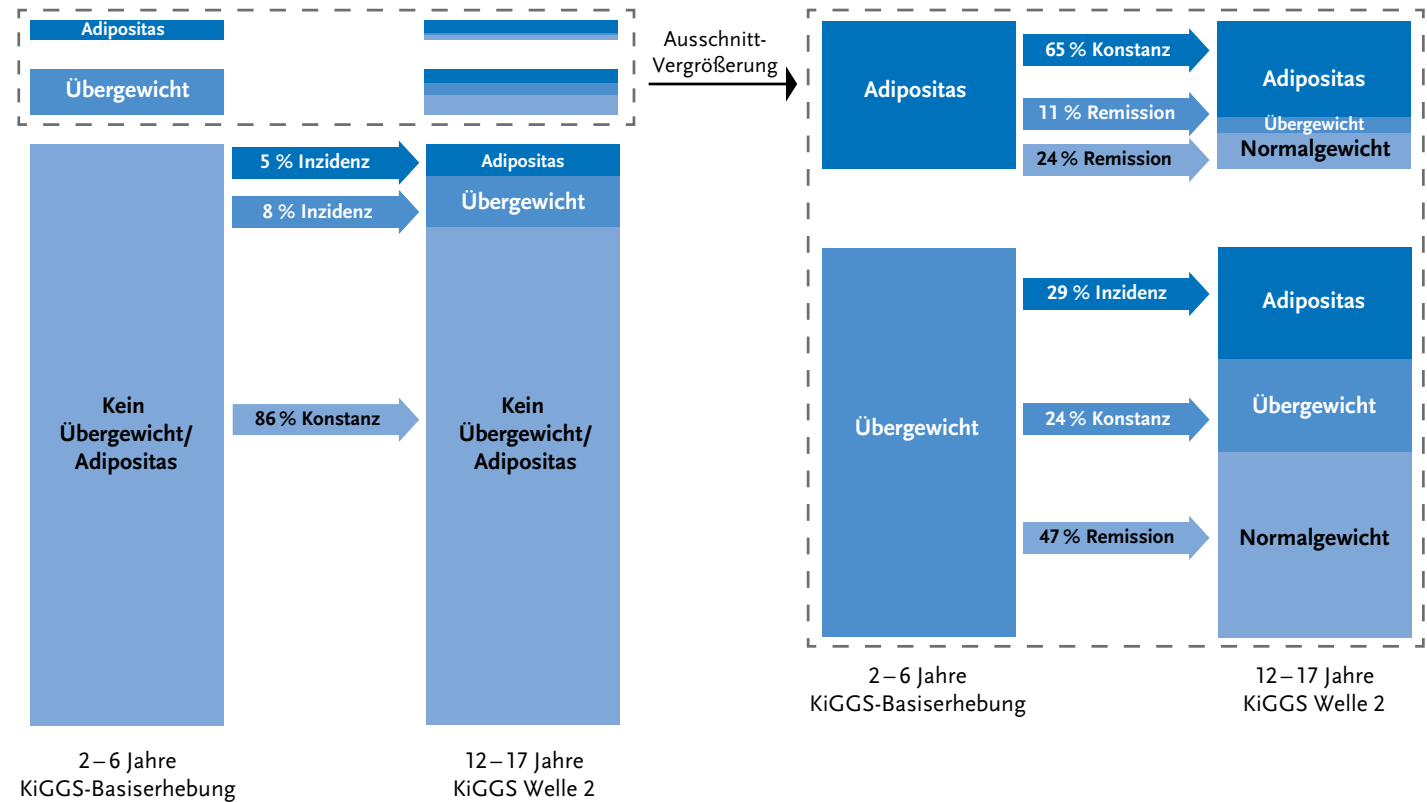 Adipositas
Übergewicht
5 % Inzidenz
8 % Inzidenz
Adipositas
Übergewicht
Kein
Übergewicht/
Adipositas
86 % Konstanz
Kein
Übergewicht/
Adipositas
2–6 Jahre
KiGGS-Basiserhebung
12–17 Jahre
KiGGS Welle 2
Ausschnitt-
Vergrößerung
Adipositas
65 % Konstanz
11 % Remission
24 % Remission
Adipositas
Übergewicht
Normalgewicht
Übergewicht
29 % Inzidenz
24 % Konstanz
47 % Remission
Adipositas
Übergewicht
Normalgewicht
2–6 Jahre
KiGGS-Basiserhebung
12–17 Jahre
KiGGS Welle 2